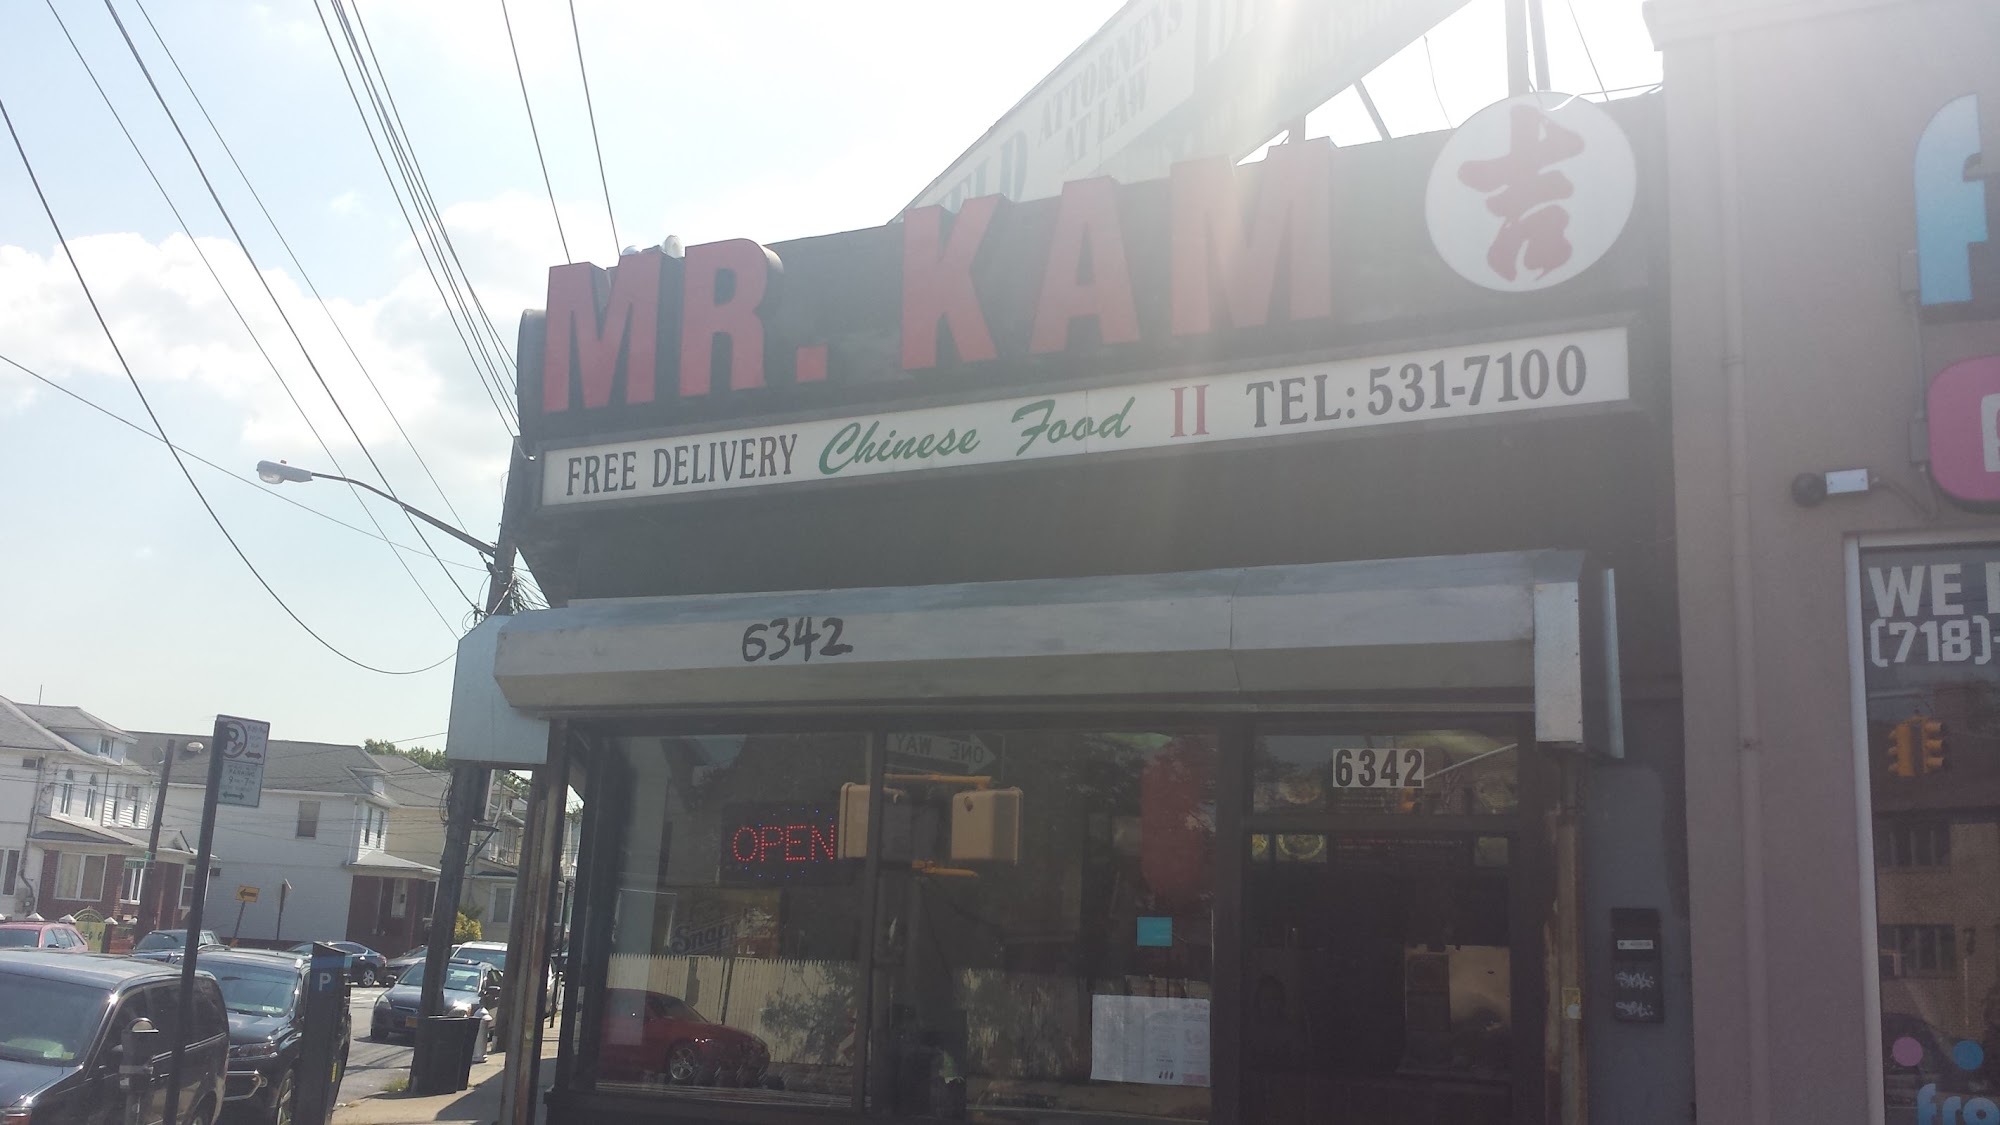 ATTORNEYS
AT LAW
MR. KAM
吉
FREE DELIVERY Chinese Food II TEL: 531-7100
6342
6342
ONE WAY
OPEN
WE
(718)-
P
f
fro